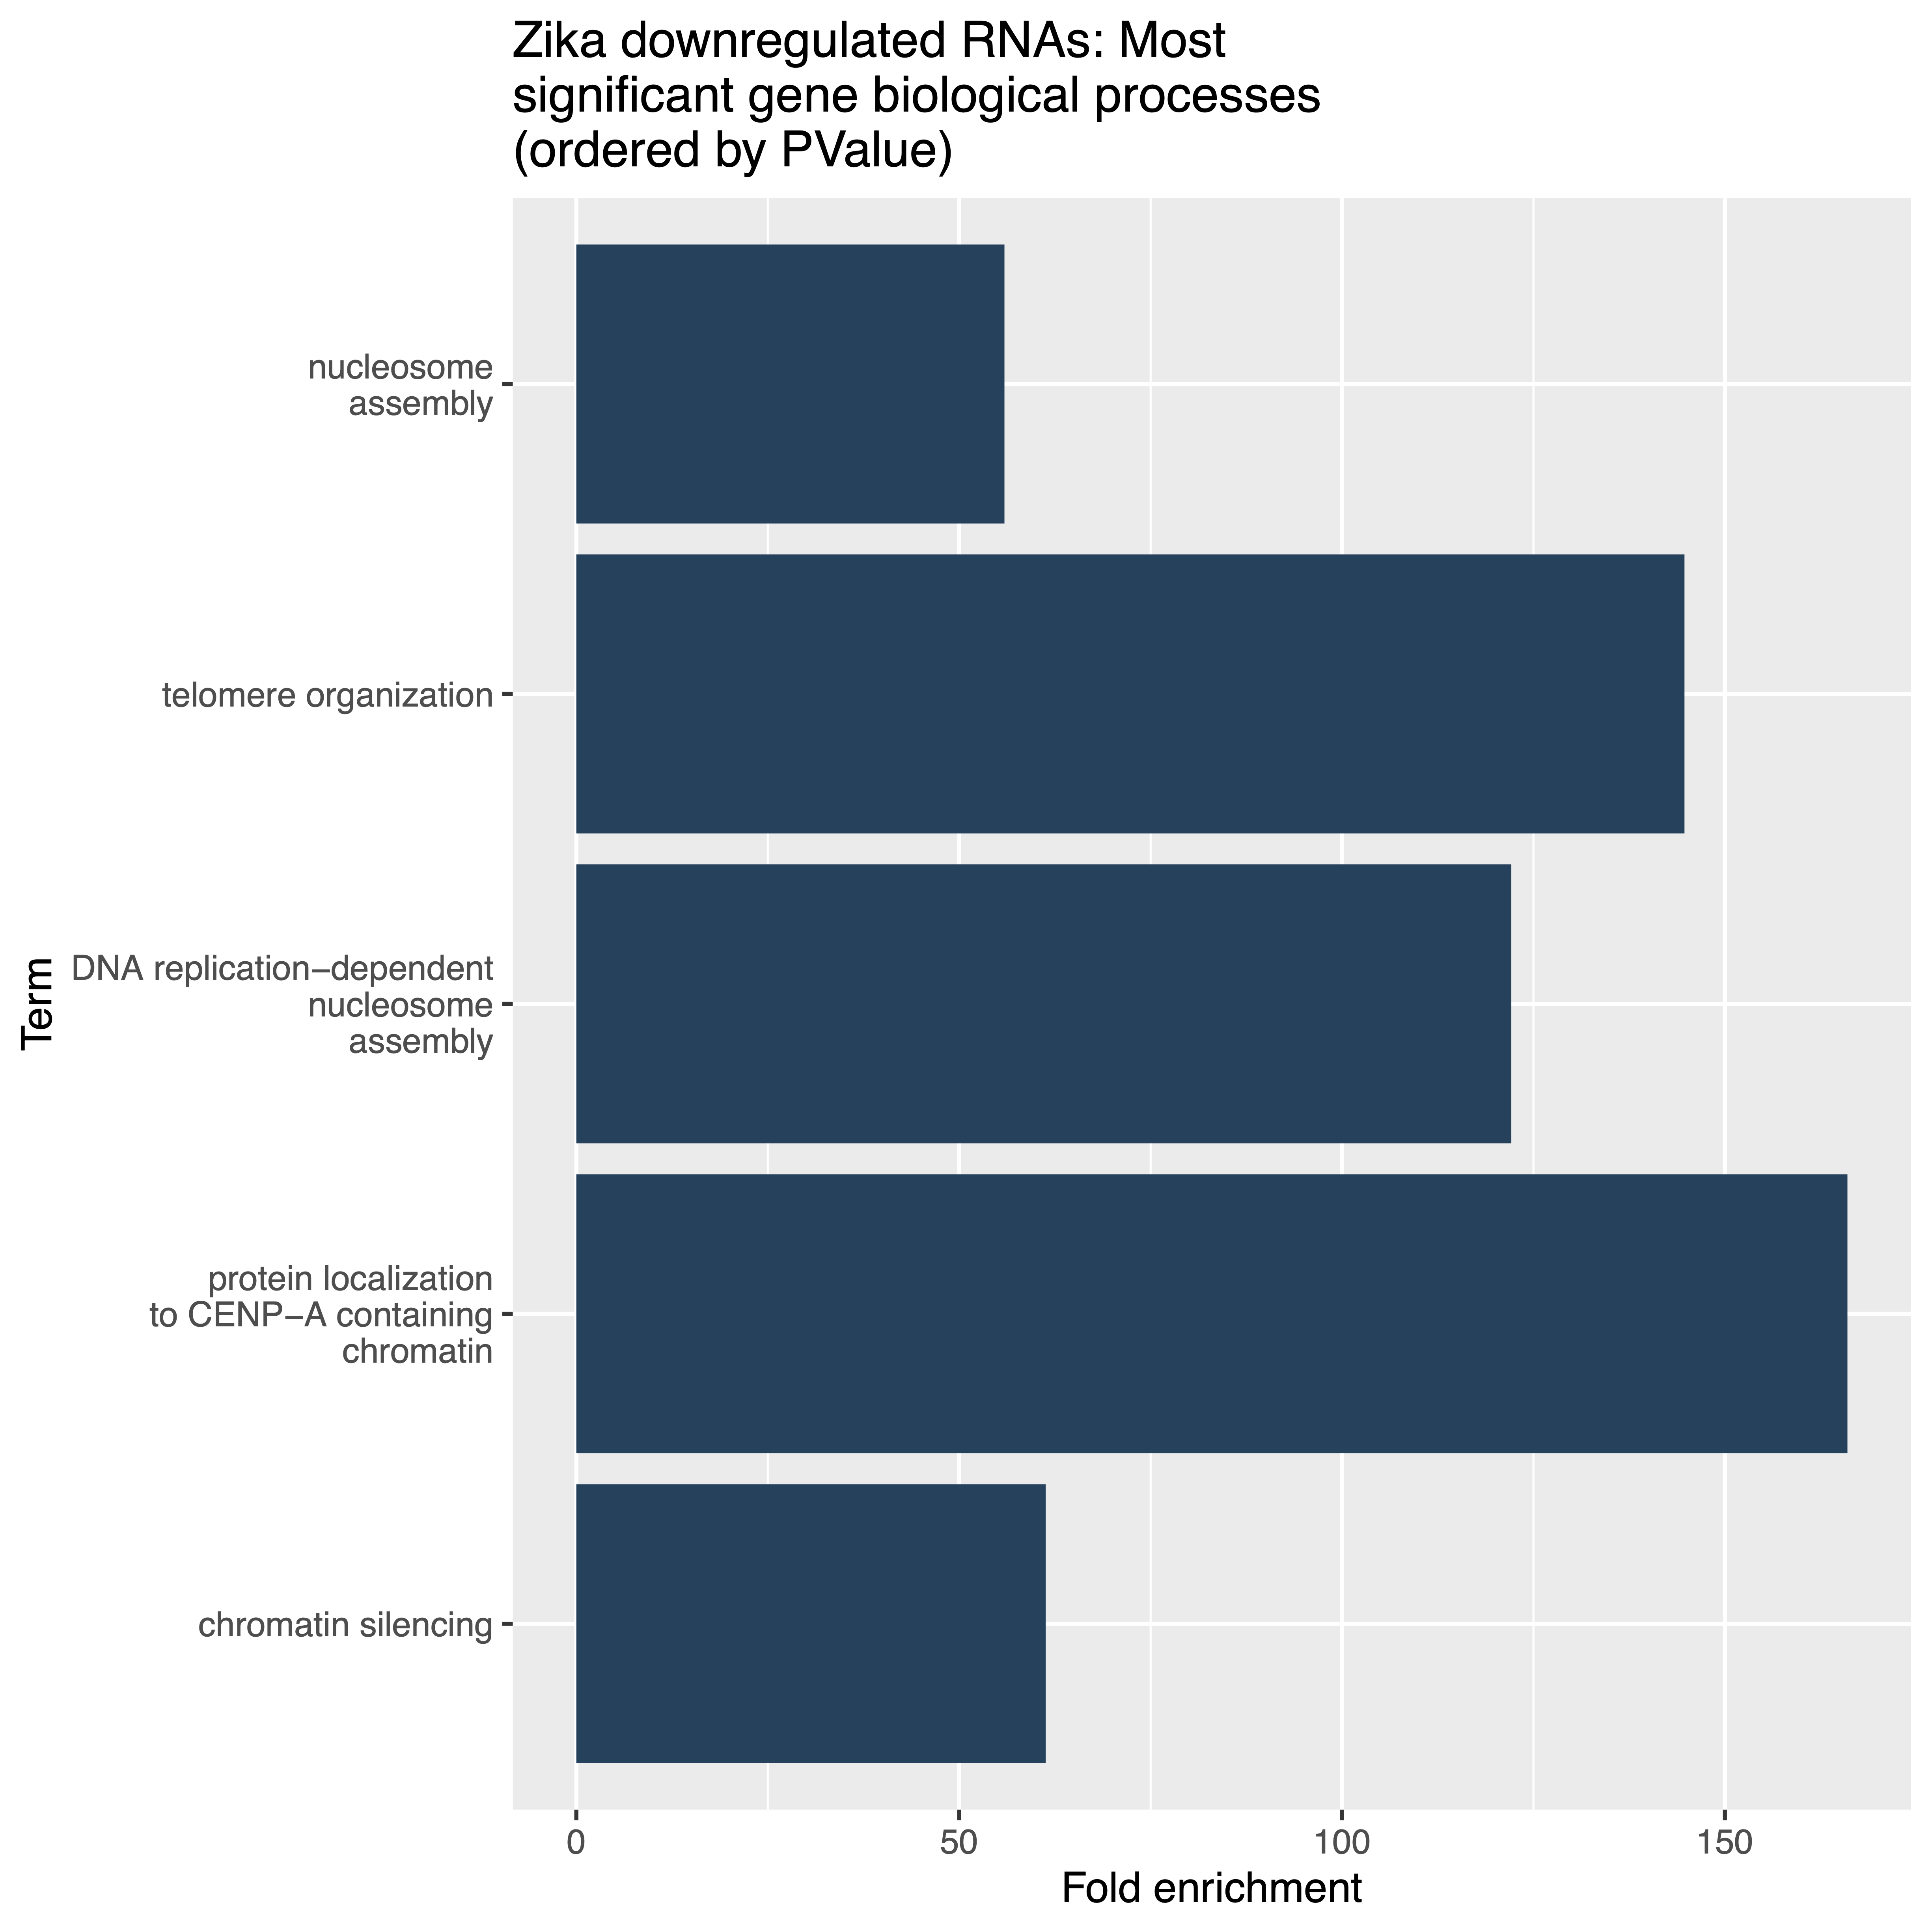 Zika downregulated RNAs: Most
significant gene biological processes
(ordered by PValue)
nucleosome
assembly
telomere organization
DNA replication−dependent
nucleosome
assembly
protein localization
to CENP−A containing
chromatin
chromatin silencing
Term
0 50 100 150
Fold enrichment